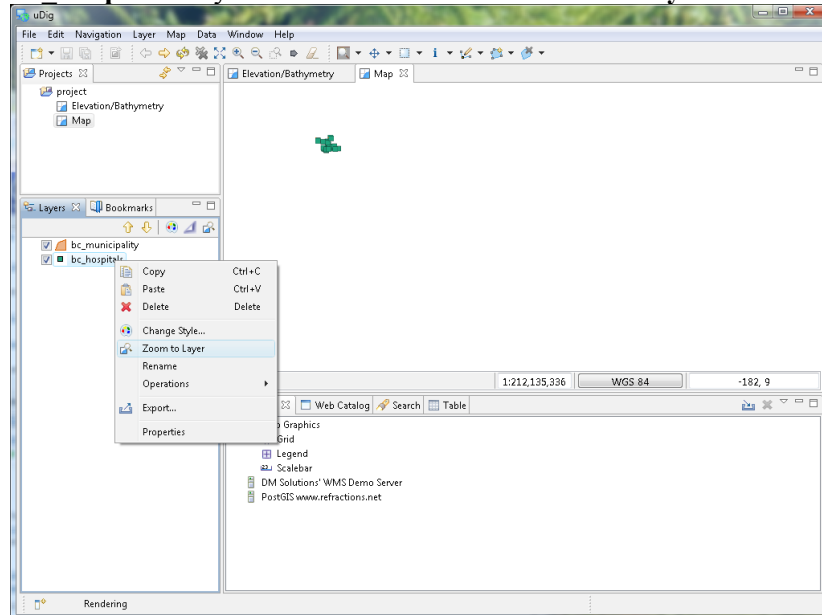 uDig
File Edit Navigation Layer Map Data Window Help
Projects
Elevation/Bathymetry Map
project
Elevation/Bathymetry
Map
Layers Bookmarks
bc_municipality
bc_hospitals
Copy Ctrl+C
Paste Ctrl+V
Delete Delete
Change Style...
Zoom to Layer
Rename
Operations
Export...
Properties
1:212,135,336 WGS 84 -182, 9
Web Catalog Search Table
Graphics
Grid
Legend
Scalebar
DM Solutions' WMS Demo Server
PostGIS www.refractions.net
Rendering